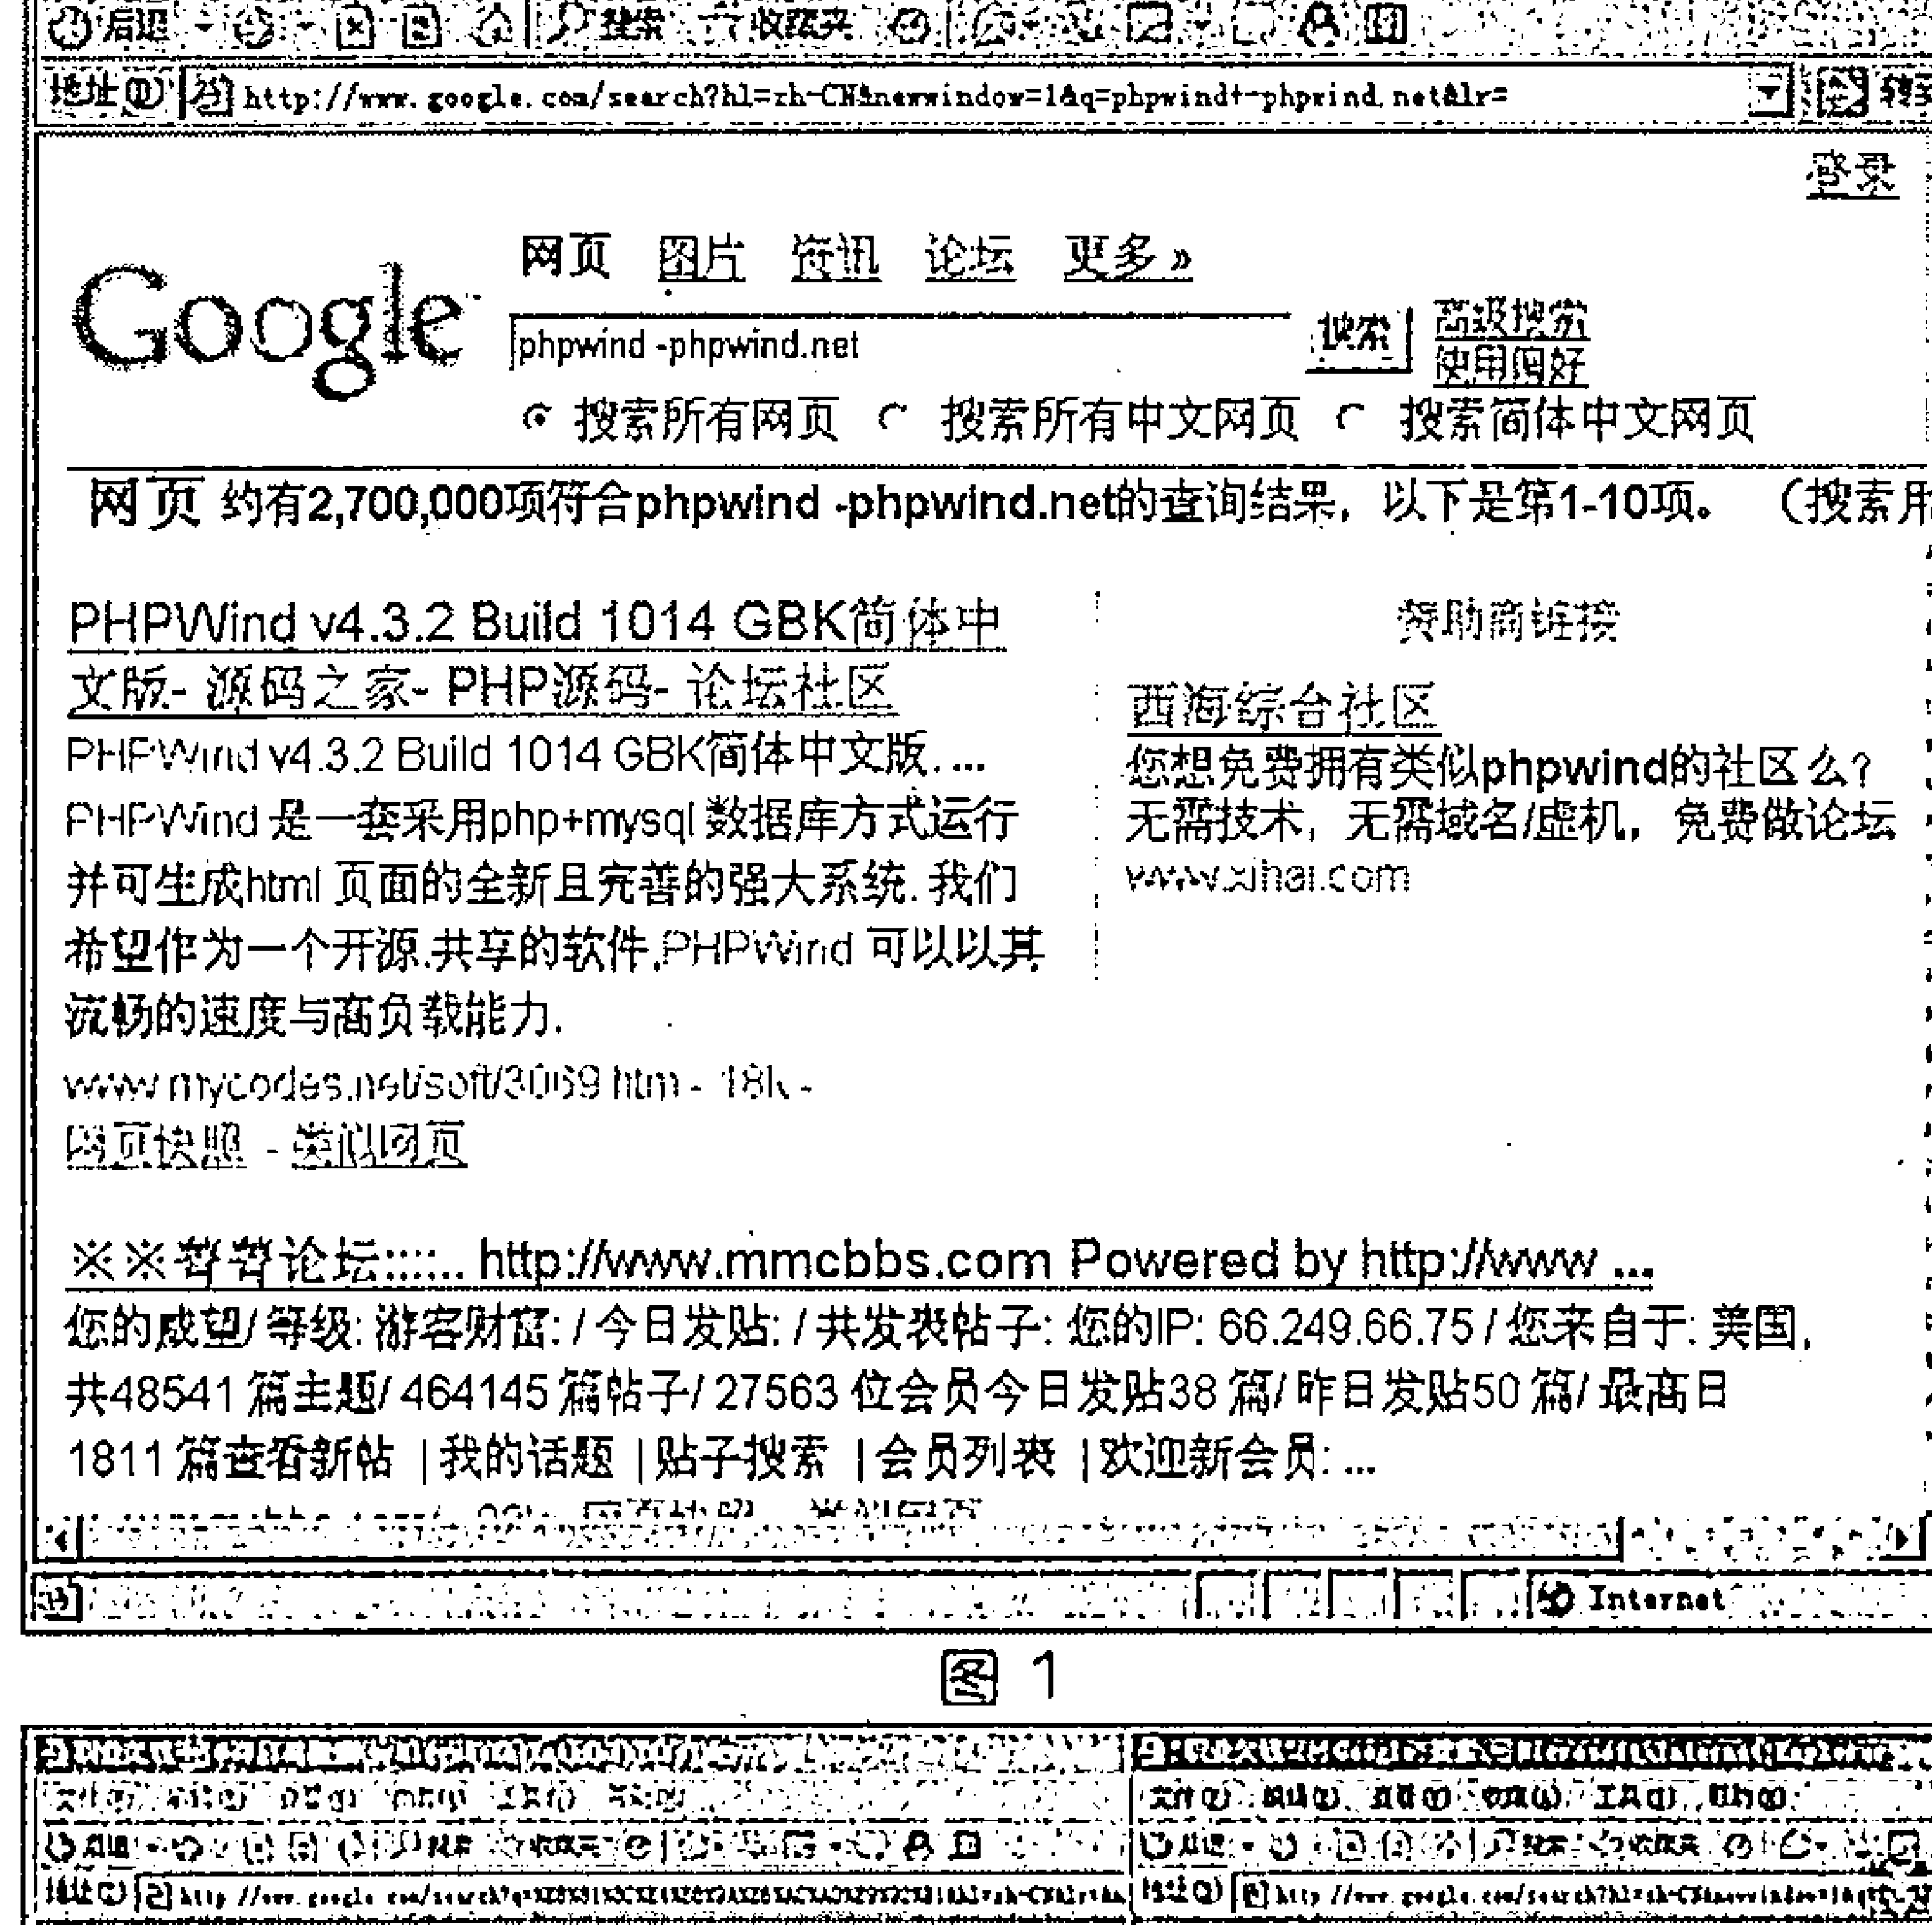 后退 搜索 收藏夹
地址(D) http://www.google.com/search?hl=zh-CN&newwindow=1&q=phpwind+-phpwind.net&lr=
登录
网页 图片 资讯 论坛 更多 »
Google
phpwind -phpwind.net 搜索 高级搜索
使用偏好
搜索所有网页 搜索所有中文网页 搜索简体中文网页
网页 约有2,700,000项符合phpwind -phpwind.net的查询结果，以下是第1-10项。 （搜索用
PHPWind v4.3.2 Build 1014 GBK简体中
文版- 源码之家- PHP源码- 论坛社区
PHPWind v4.3.2 Build 1014 GBK简体中文版. ...
PHPWind 是一套采用php+mysql 数据库方式运行
并可生成html 页面的全新且完善的强大系统. 我们
希望作为一个开源.共享的软件,PHPWind 可以以其
流畅的速度与高负载能力.
www.mycodes.net/soft/3069.htm - 18k -
网页快照 - 类似网页
赞助商链接
西海综合社区
您想免费拥有类似phpwind的社区么?
无需技术，无需域名/虚机，免费做论坛
www.xihai.com
※※茗茗论坛:::::.. http://www.mmcbbs.com Powered by http://www ...
您的威望/ 等级: 游客财富: / 今日发贴: / 共发表帖子: 您的IP: 66.249.66.75 / 您来自于: 美国,
共48541 篇主题/ 464145 篇帖子/ 27563 位会员今日发贴38 篇/ 昨日发贴50 篇/ 最高日
1811 篇查看新帖 | 我的话题 | 贴子搜索 | 会员列表 | 欢迎新会员: ...
Internet
图 1